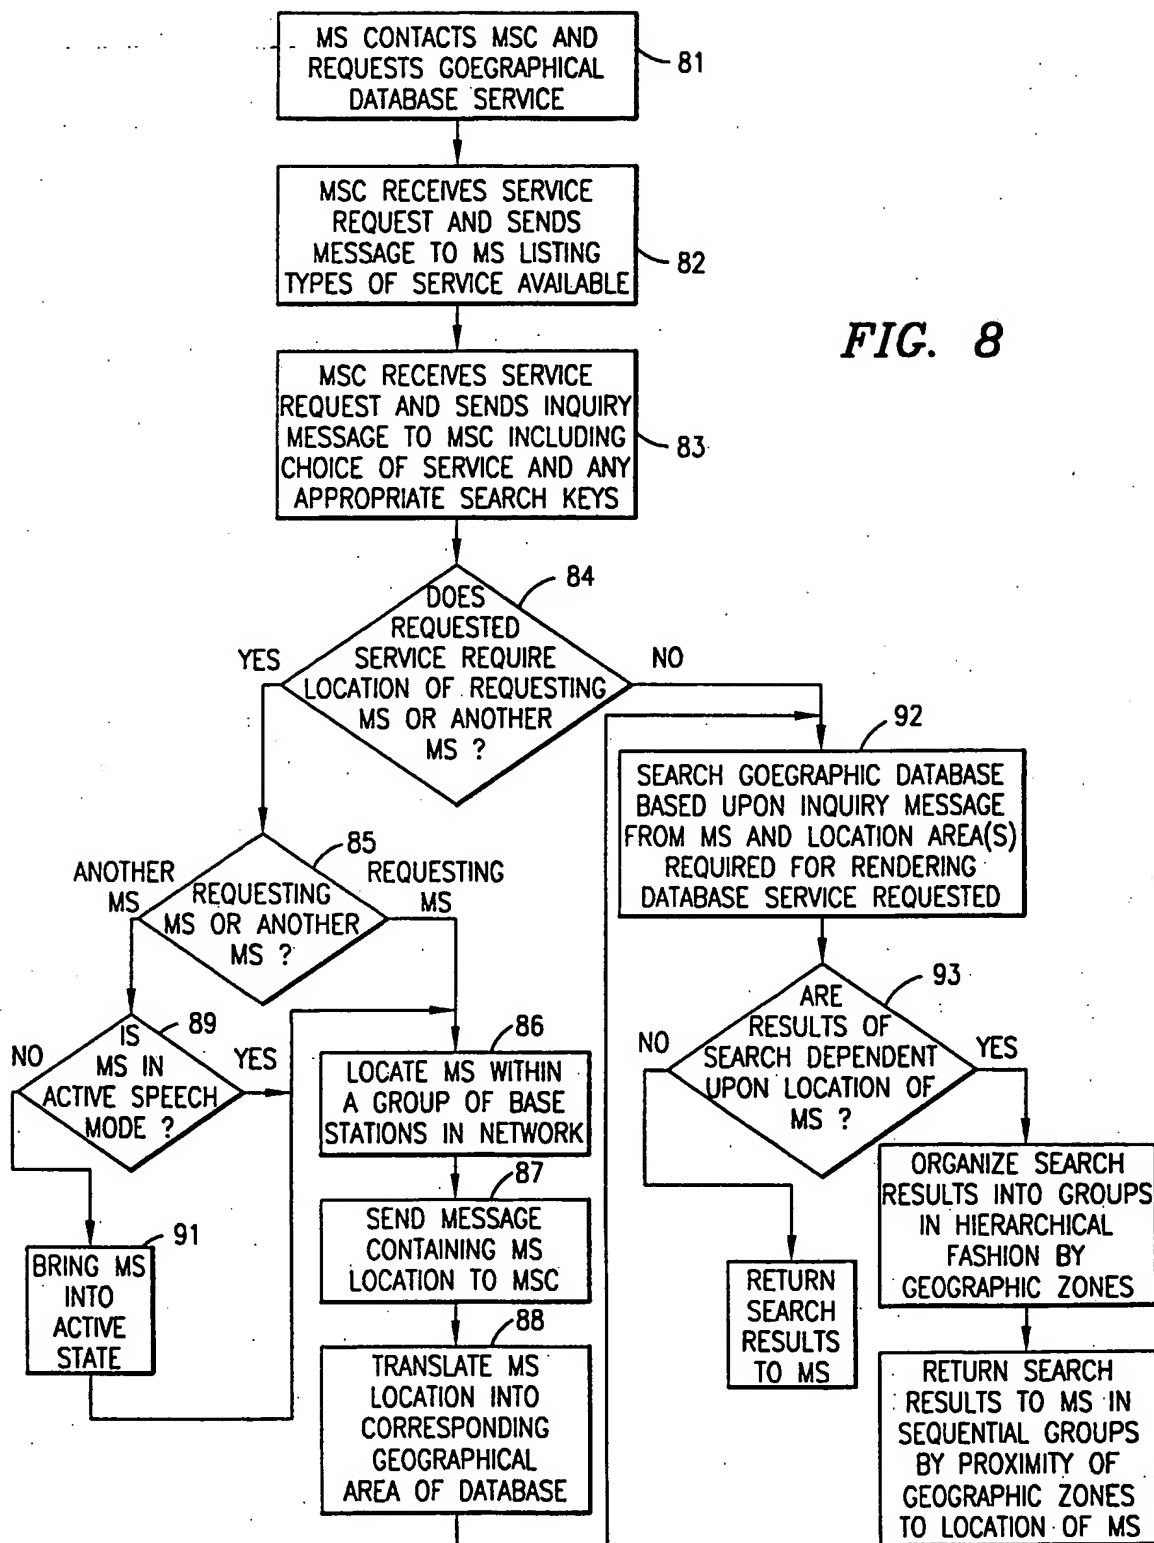 MS CONTACTS MSC AND
REQUESTS GOEGRAPHICAL
DATABASE SERVICE
81
MSC RECEIVES SERVICE
REQUEST AND SENDS
MESSAGE TO MS LISTING
TYPES OF SERVICE AVAILABLE
82
FIG. 8
MSC RECEIVES SERVICE
REQUEST AND SENDS INQUIRY
MESSAGE TO MSC INCLUDING
CHOICE OF SERVICE AND ANY
APPROPRIATE SEARCH KEYS
83
84
DOES
REQUESTED
SERVICE REQUIRE
LOCATION OF REQUESTING
MS OR ANOTHER
MS ?
YES
NO
85
ANOTHER
MS
REQUESTING
MS
REQUESTING
MS OR ANOTHER
MS ?
92
SEARCH GOEGRAPHIC DATABASE
BASED UPON INQUIRY MESSAGE
FROM MS AND LOCATION AREA(S)
REQUIRED FOR RENDERING
DATABASE SERVICE REQUESTED
89
IS
MS IN
ACTIVE SPEECH
MODE ?
NO
YES
86
LOCATE MS WITHIN
A GROUP OF BASE
STATIONS IN NETWORK
93
ARE
RESULTS OF
SEARCH DEPENDENT
UPON LOCATION OF
MS ?
NO
YES
87
SEND MESSAGE
CONTAINING MS
LOCATION TO MSC
91
BRING MS
INTO
ACTIVE
STATE
88
TRANSLATE MS
LOCATION INTO
CORRESPONDING
GEOGRAPHICAL
AREA OF DATABASE
RETURN
SEARCH
RESULTS
TO MS
ORGANIZE SEARCH
RESULTS INTO GROUPS
IN HIERARCHICAL
FASHION BY
GEOGRAPHIC ZONES
RETURN SEARCH
RESULTS TO MS IN
SEQUENTIAL GROUPS
BY PROXIMITY OF
GEOGRAPHIC ZONES
TO LOCATION OF MS